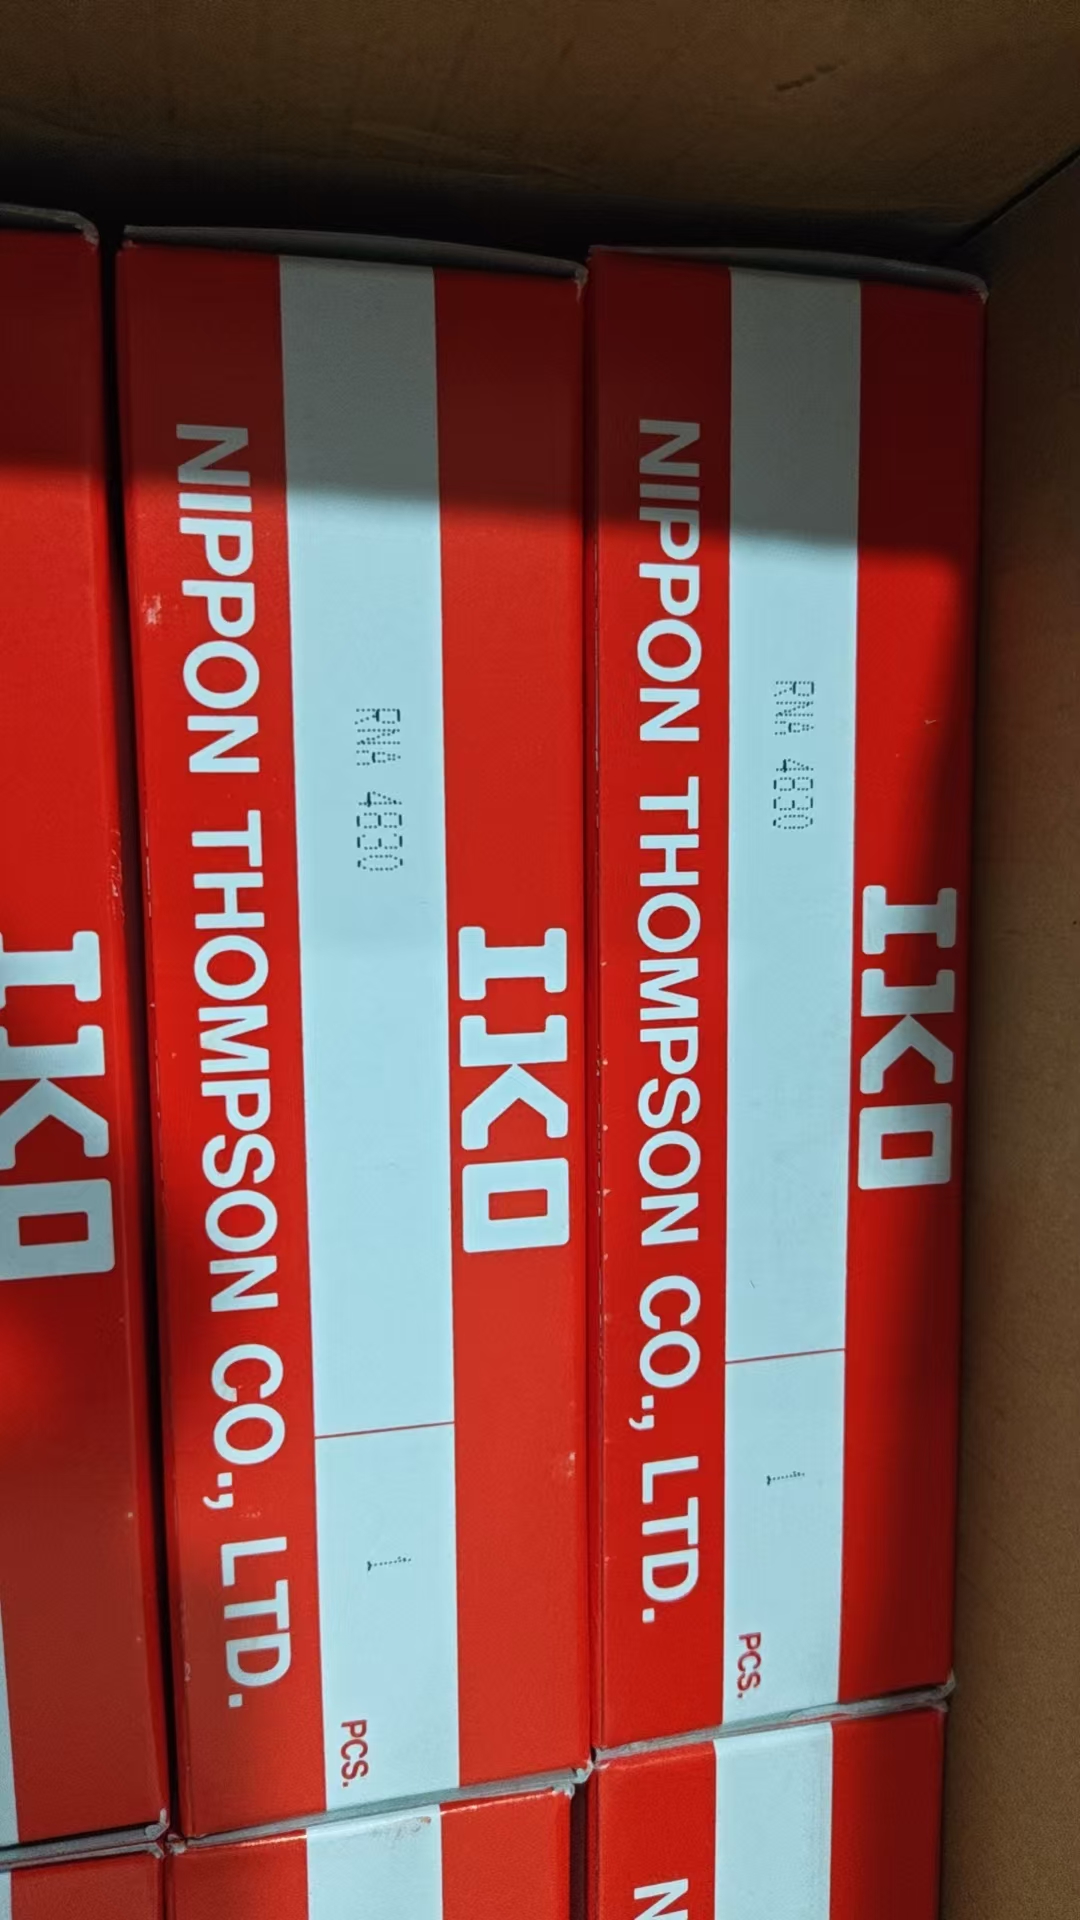 IKO
RNA 4830
1
PCS.
NIPPON THOMPSON CO., LTD.
IKO
RNA 4830
1
PCS.
NIPPON THOMPSON CO., LTD.
IKO
N